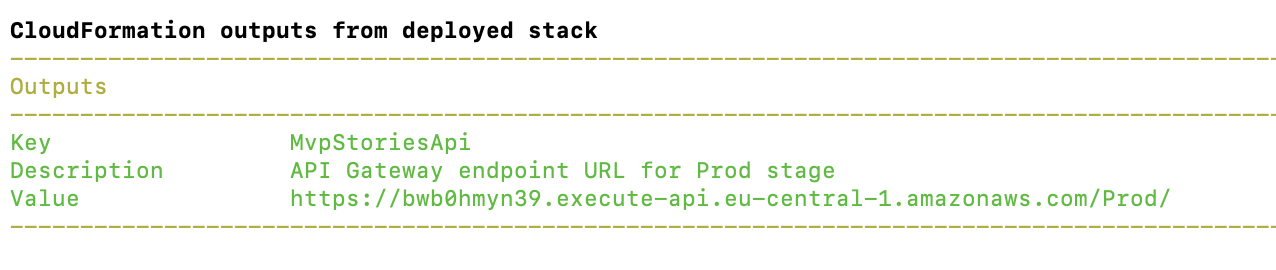 CloudFormation outputs from deployed stack
Outputs
Key MvpStoriesApi
Description API Gateway endpoint URL for Prod stage
Value https://bwb0hmyn39.execute-api.eu-central-1.amazonaws.com/Prod/